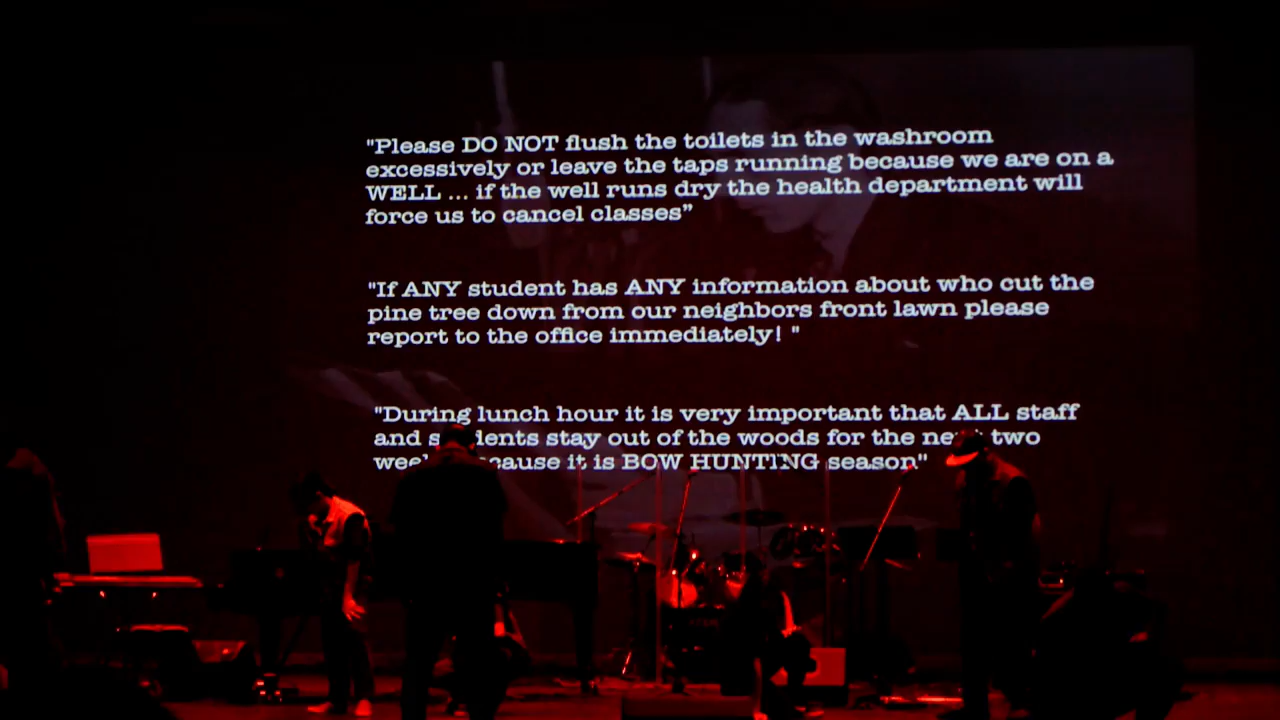 "Please DO NOT flush the toilets in the washroom
excessively or leave the taps running because we are on a
WELL ... if the well runs dry the health department will
force us to cancel classes”
"If ANY student has ANY information about who cut the
pine tree down from our neighbors front lawn please
report to the office immediately! "
"During lunch hour it is very important that ALL staff
and students stay out of the woods for the next two
weeks because it is BOW HUNTING season"